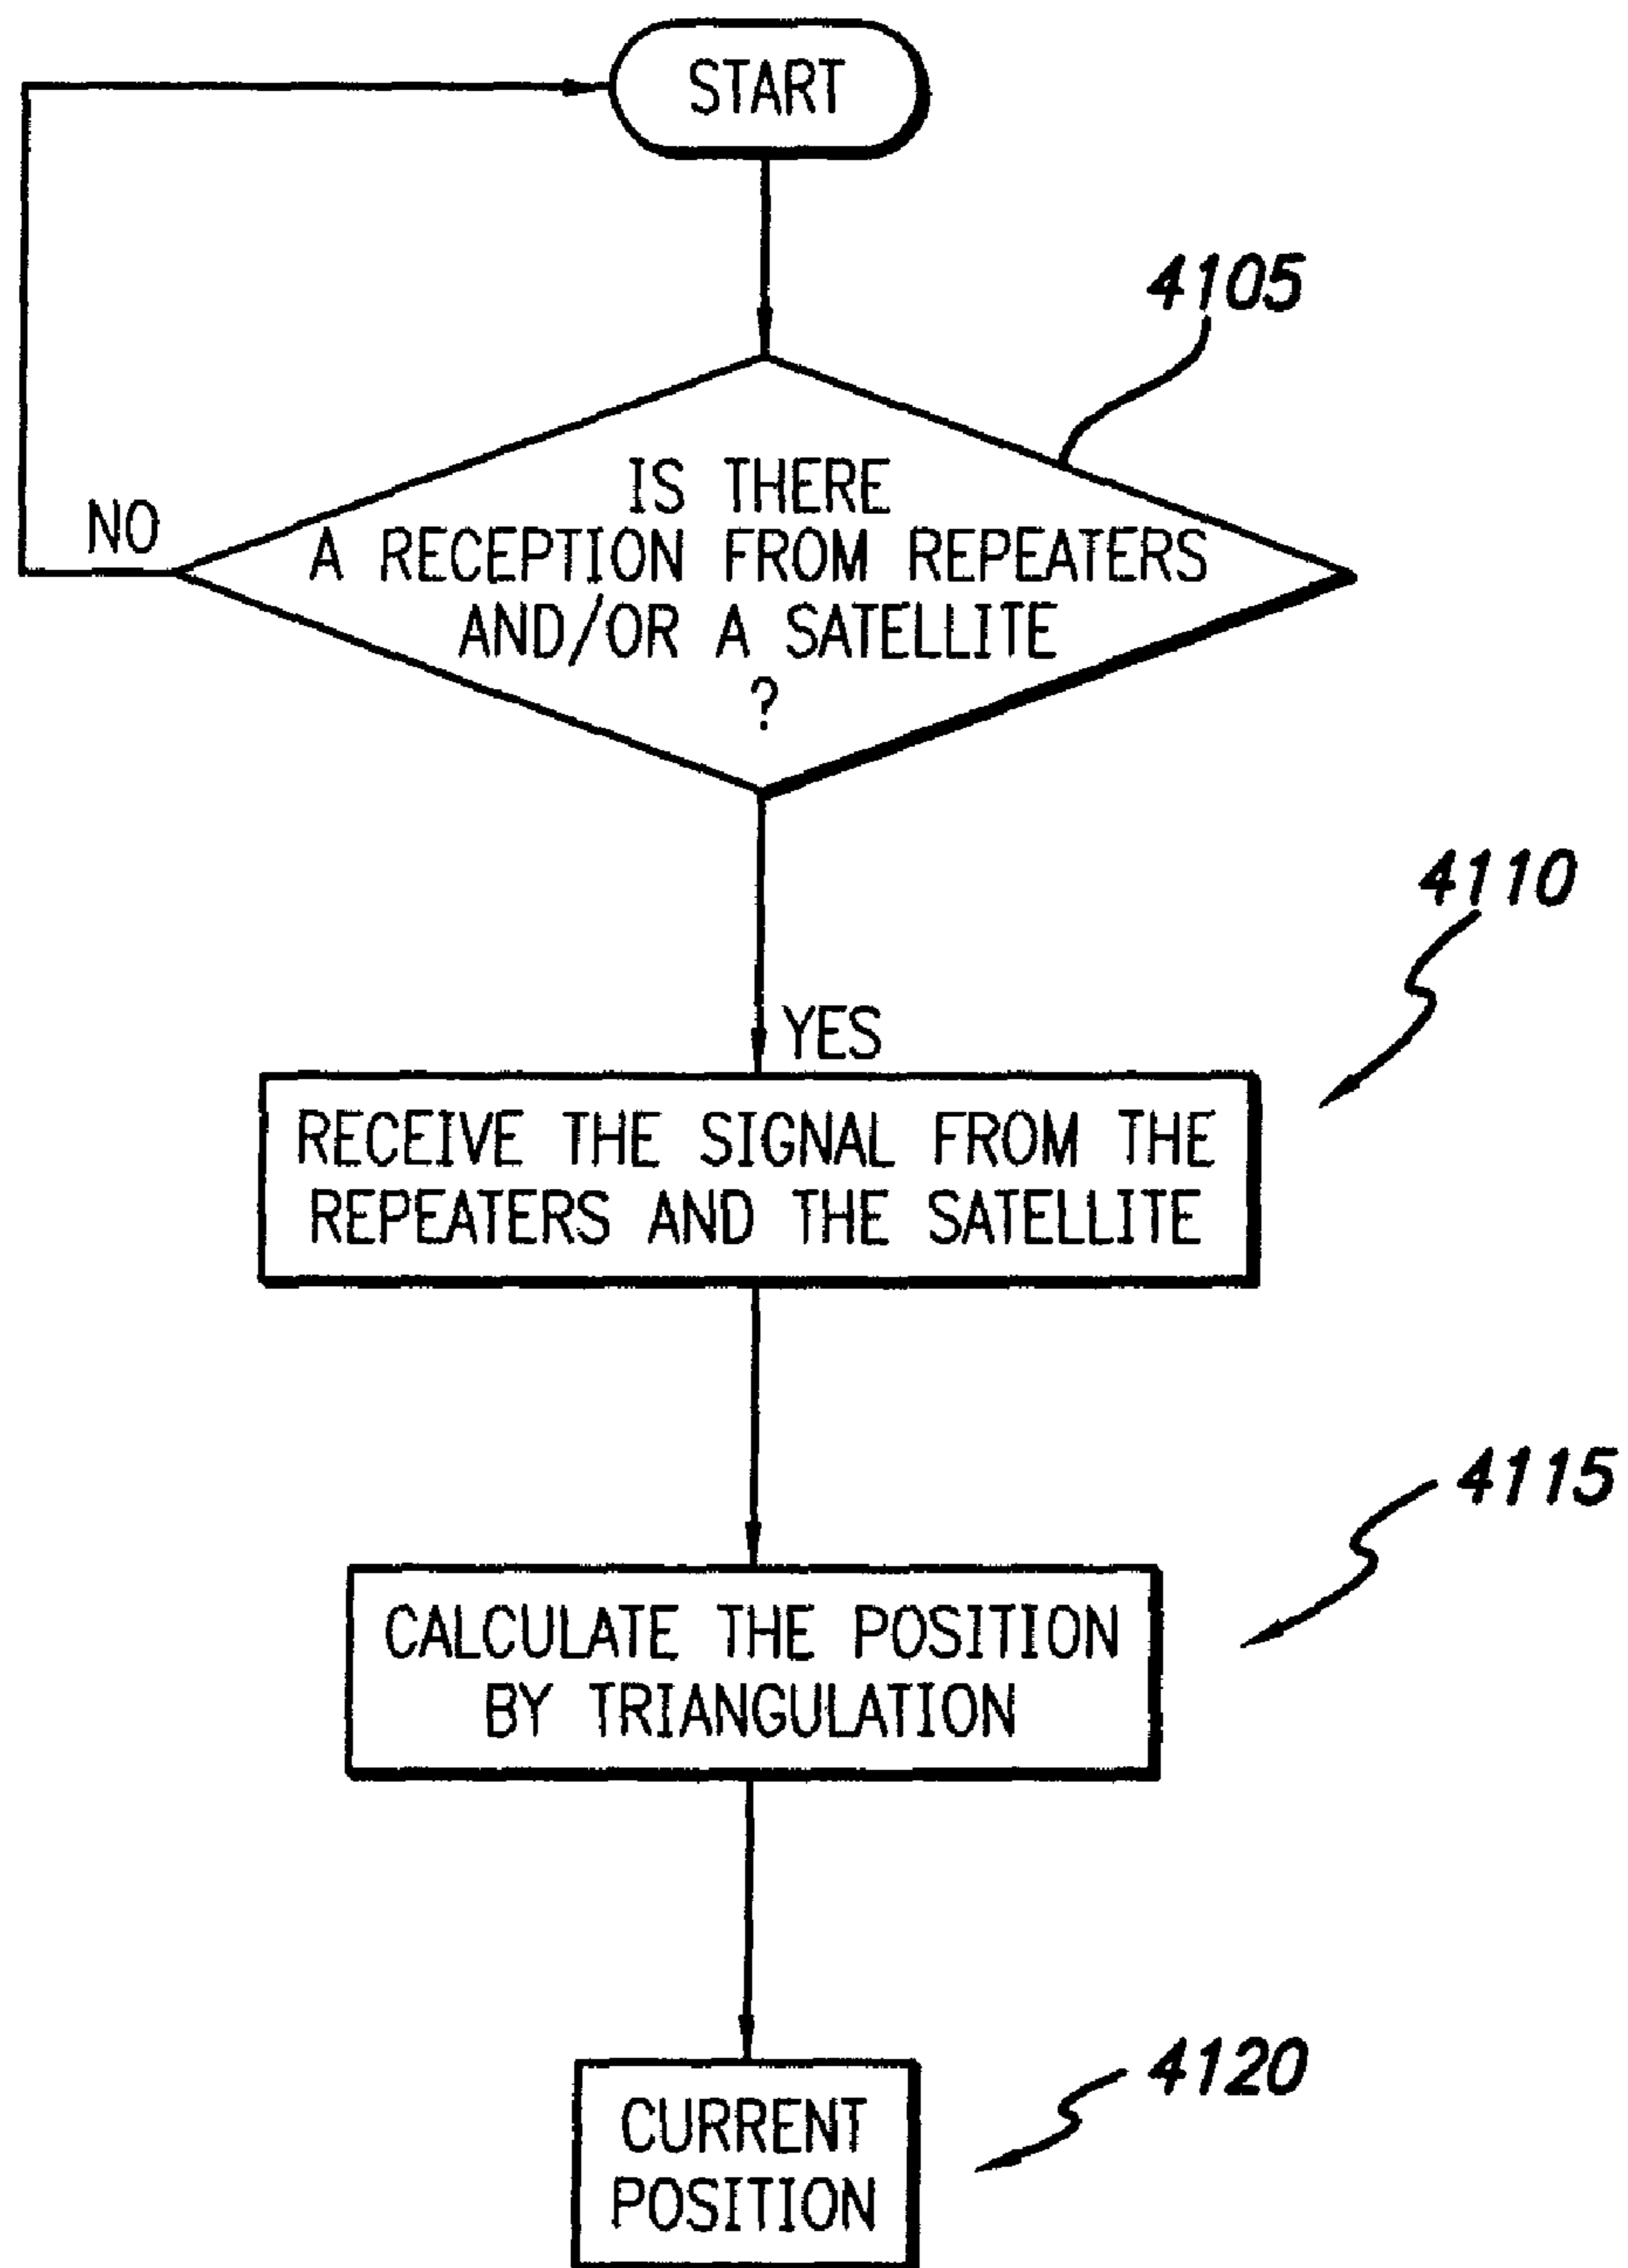 START
4105
IS THERE
A RECEPTION FROM REPEATERS
AND/OR A SATELLITE
?
NO
4110
YES
RECEIVE THE SIGNAL FROM THE
REPEATERS AND THE SATELLITE
4115
CALCULATE THE POSITION
BY TRIANGULATION
4120
CURRENT
POSITION